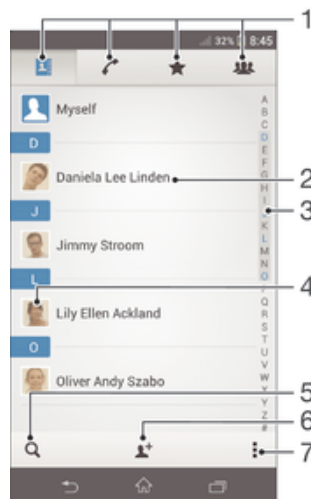 1
32% 8:45
Myself
D
Daniela Lee Linden
2
J
3
Jimmy Stroom
L
4
Lily Ellen Ackland
O
Oliver Andy Szabo
5
6
7
A
B
C
D
E
F
G
H
I
K
L
M
N
O
Q
R
S
T
U
V
W
X
Y
Z
#